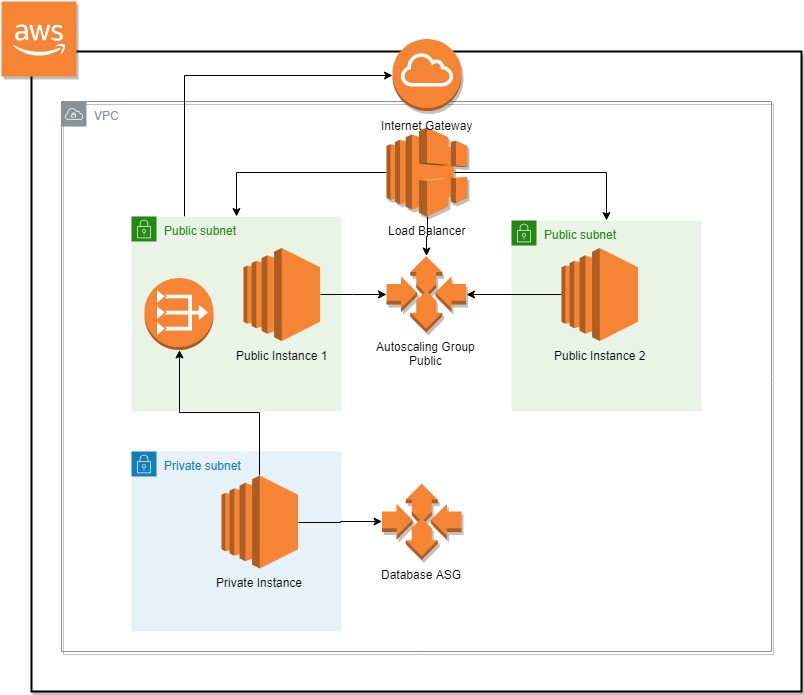 aws
VPC
Internet Gateway
Load Balancer
Public subnet
Public subnet
Public Instance 1
Autoscaling Group
Public
Public Instance 2
Private subnet
Private Instance
Database ASG